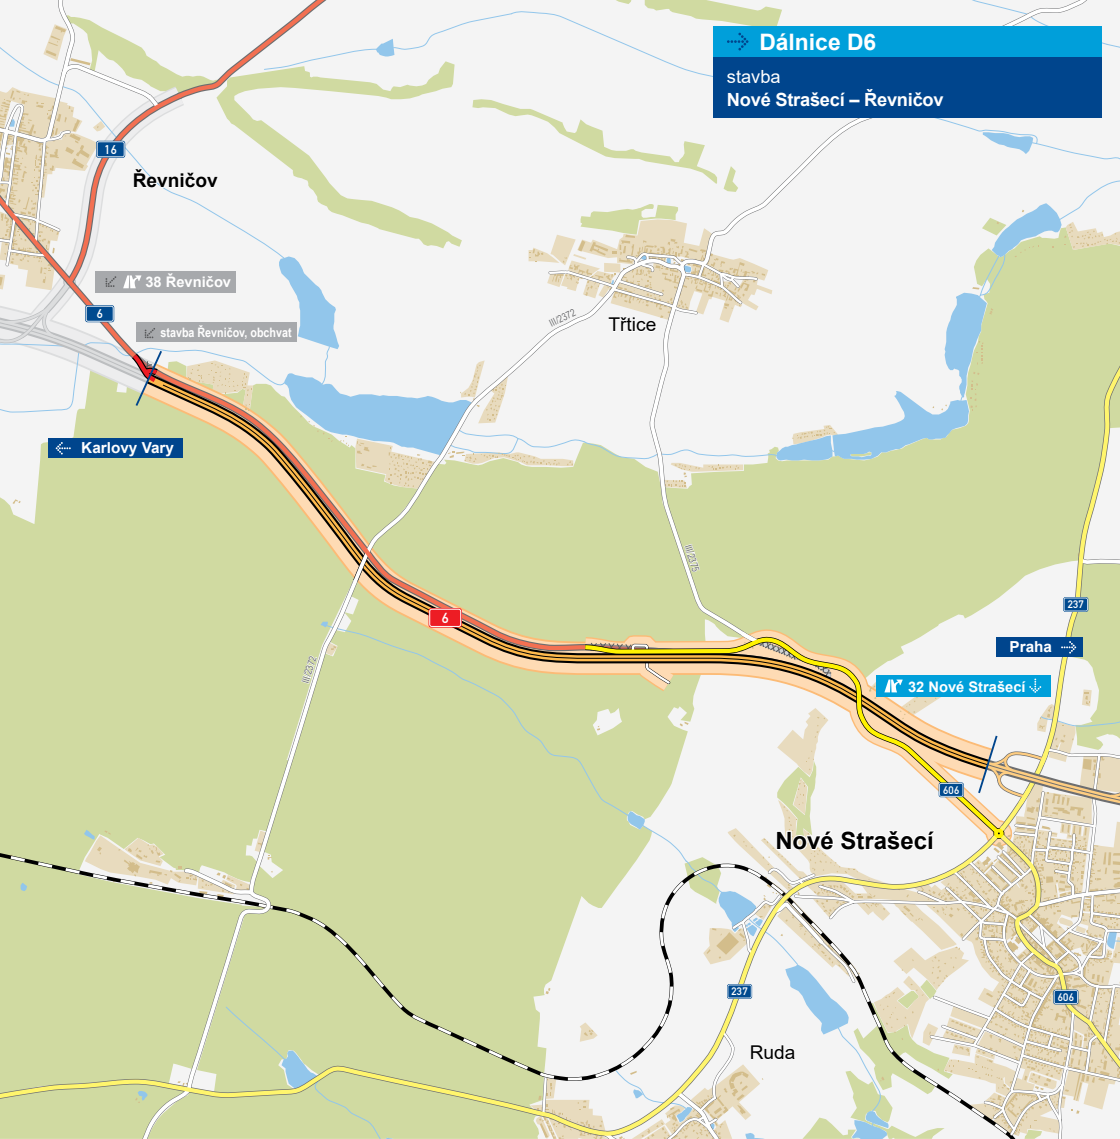 Dálnice D6
stavba
Nové Strašecí – Řevničov
16
Řevničov
38 Řevničov
6
stavba Řevničov, obchvat
III/2372
Třtice
Karlovy Vary
III/2375
237
6
Praha
III/2372
32 Nové Strašecí
606
Nové Strašecí
237
606
Ruda